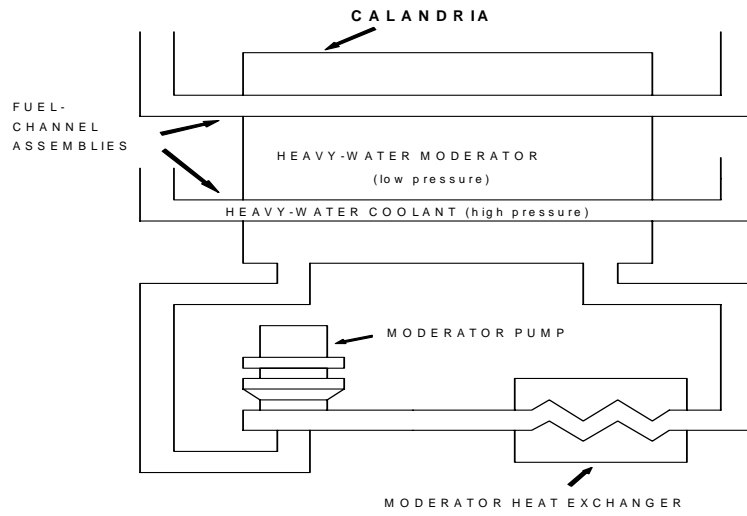 CALANDRIA
FUEL-
CHANNEL
ASSEMBLIES
HEAVY-WATER MODERATOR
(low pressure)
HEAVY-WATER COOLANT (high pressure)
MODERATOR PUMP
MODERATOR HEAT EXCHANGER